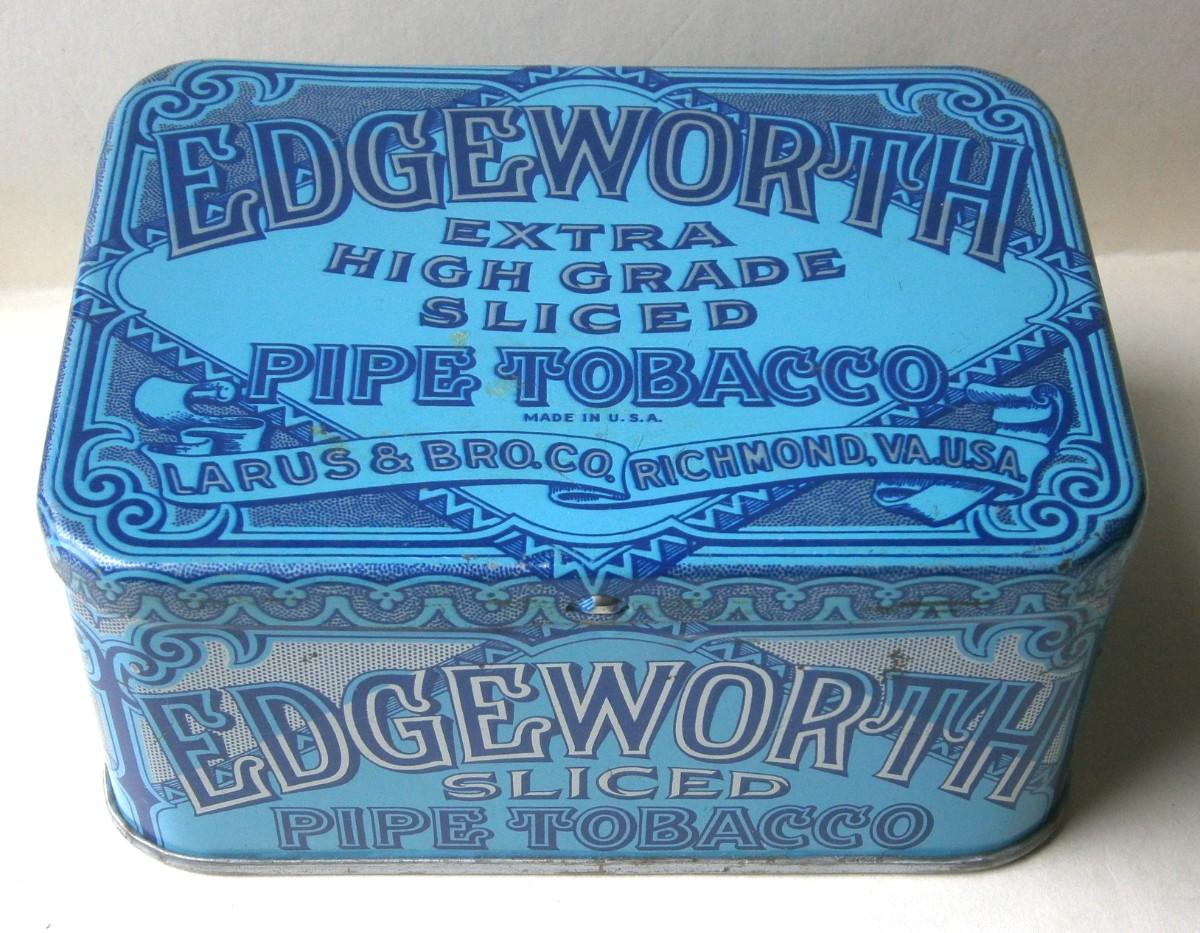 EDGEWORTH
EXTRA
HIGH GRADE
SLICED
PIPE TOBACCO
MADE IN U.S.A.
LARUS & BRO. CO. RICHMOND, VA. U.S.A.
EDGEWORTH
SLICED
PIPE TOBACCO